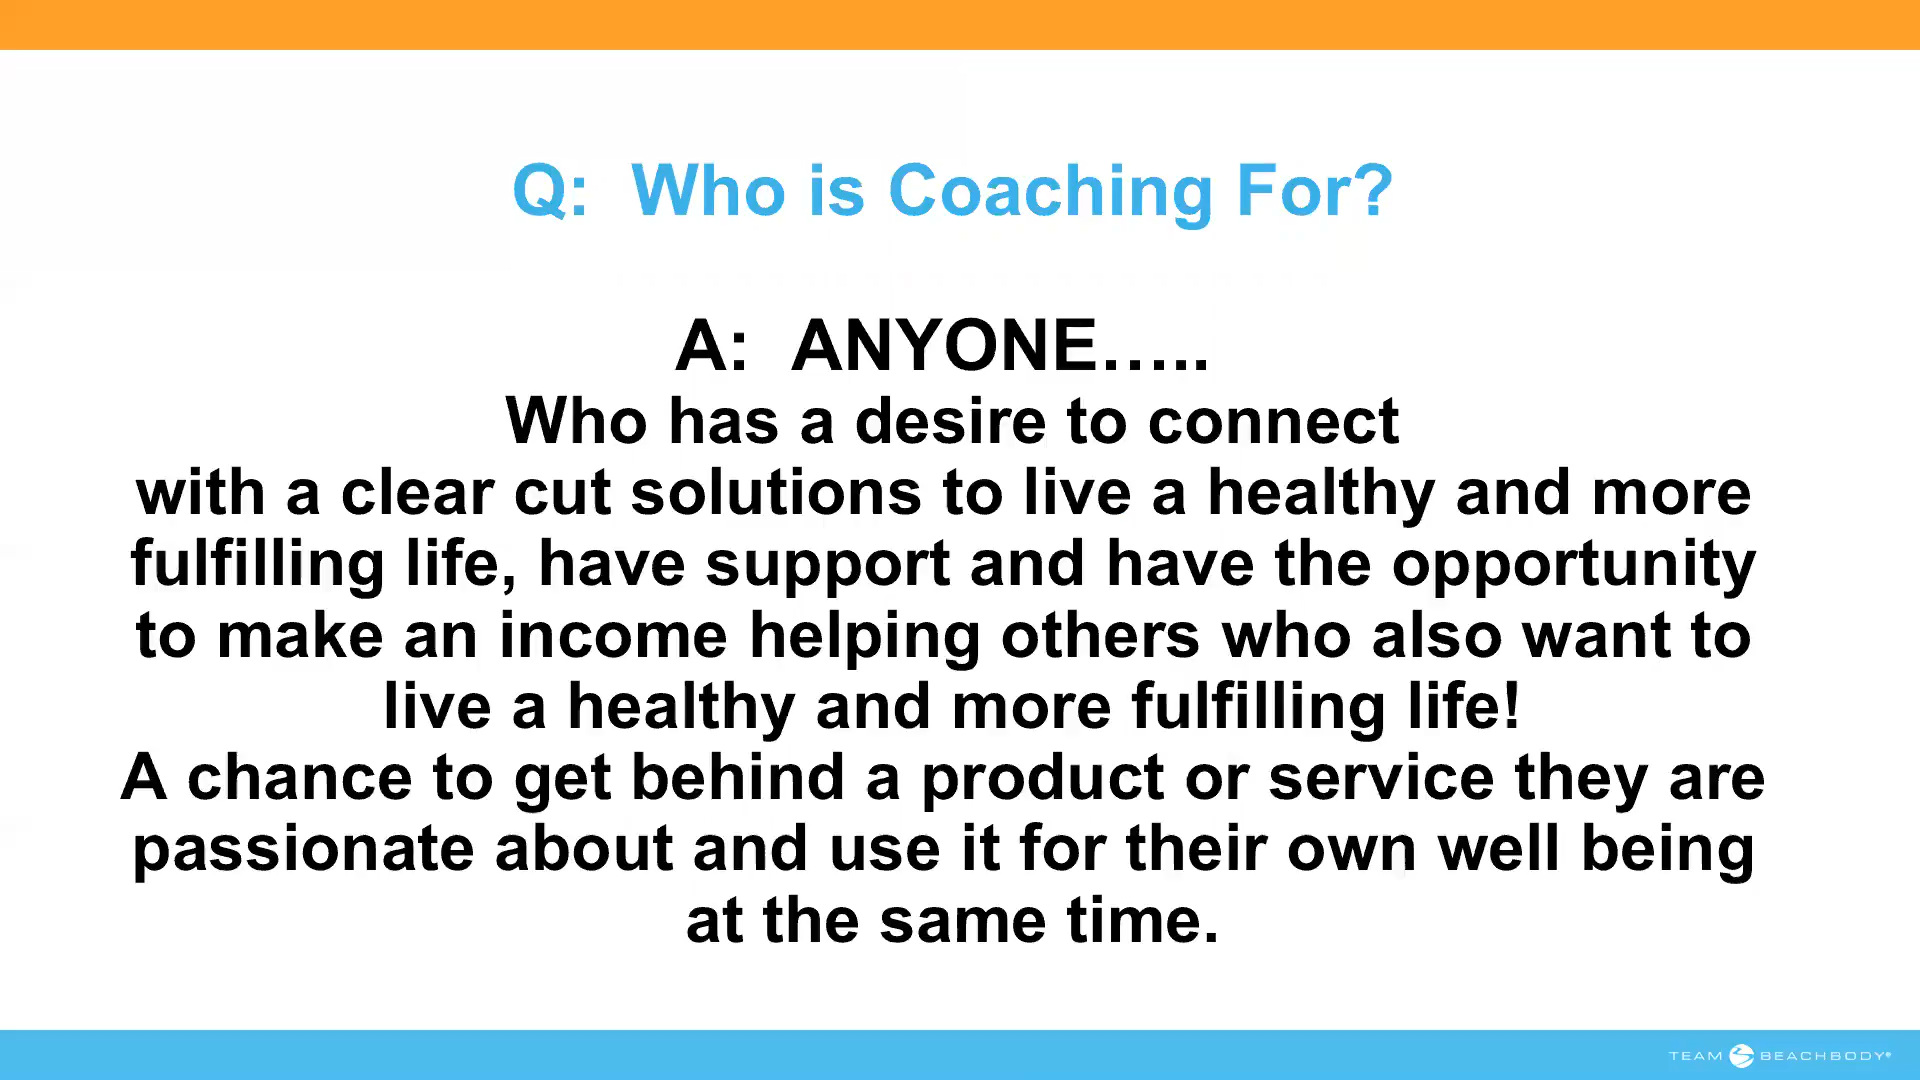 Q:  Who is Coaching For?
A:  ANYONE…..
Who has a desire to connect
with a clear cut solutions to live a healthy and more
fulfilling life, have support and have the opportunity
to make an income helping others who also want to
live a healthy and more fulfilling life!
A chance to get behind a product or service they are
passionate about and use it for their own well being
at the same time.
TEAM BEACHBODY®